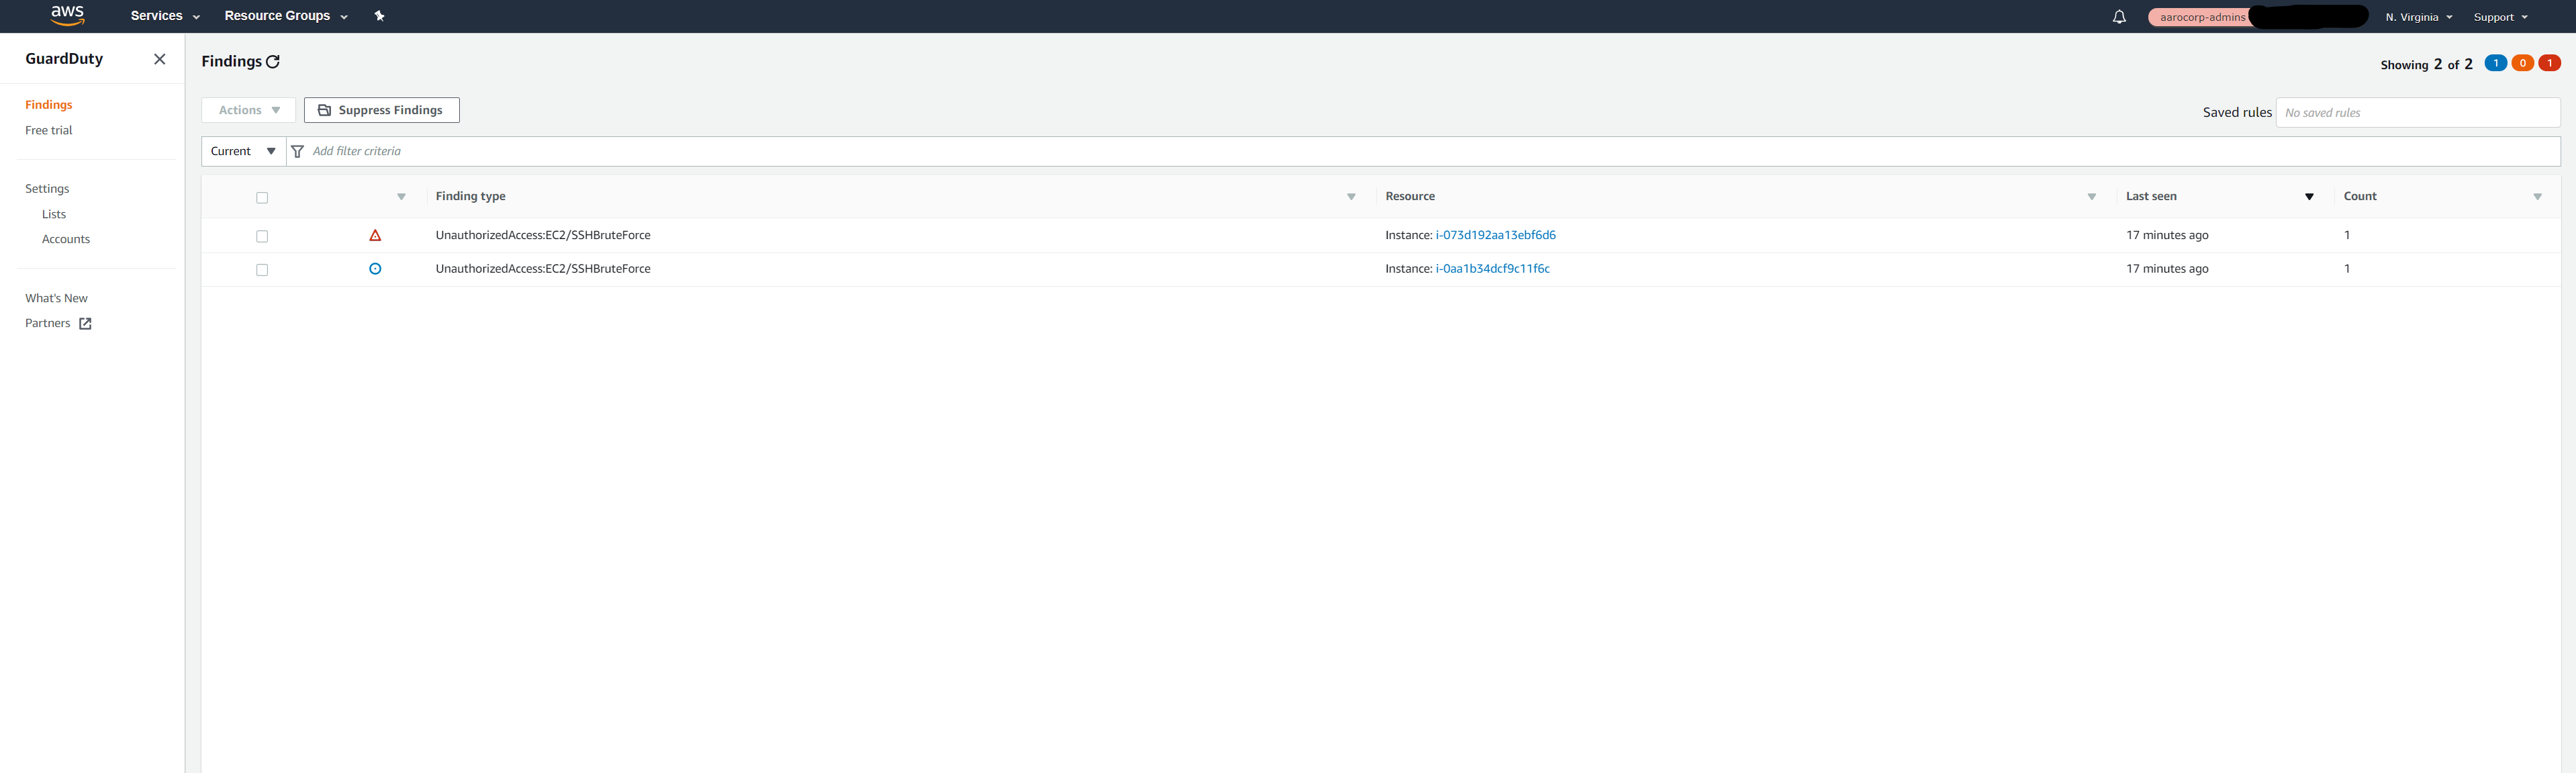 aws Services Resource Groups aarocorp-admins N. Virginia Support
GuardDuty
Findings
Free trial
Settings
Lists
Accounts
What's New
Partners
Findings
Showing 2 of 2 1 0 1
Actions Suppress Findings
Saved rules No saved rules
Current Add filter criteria
Finding type Resource Last seen Count
UnauthorizedAccess:EC2/SSHBruteForce Instance: i-073d192aa13ebf6d6 17 minutes ago 1
UnauthorizedAccess:EC2/SSHBruteForce Instance: i-0aa1b34dcf9c11f6c 17 minutes ago 1